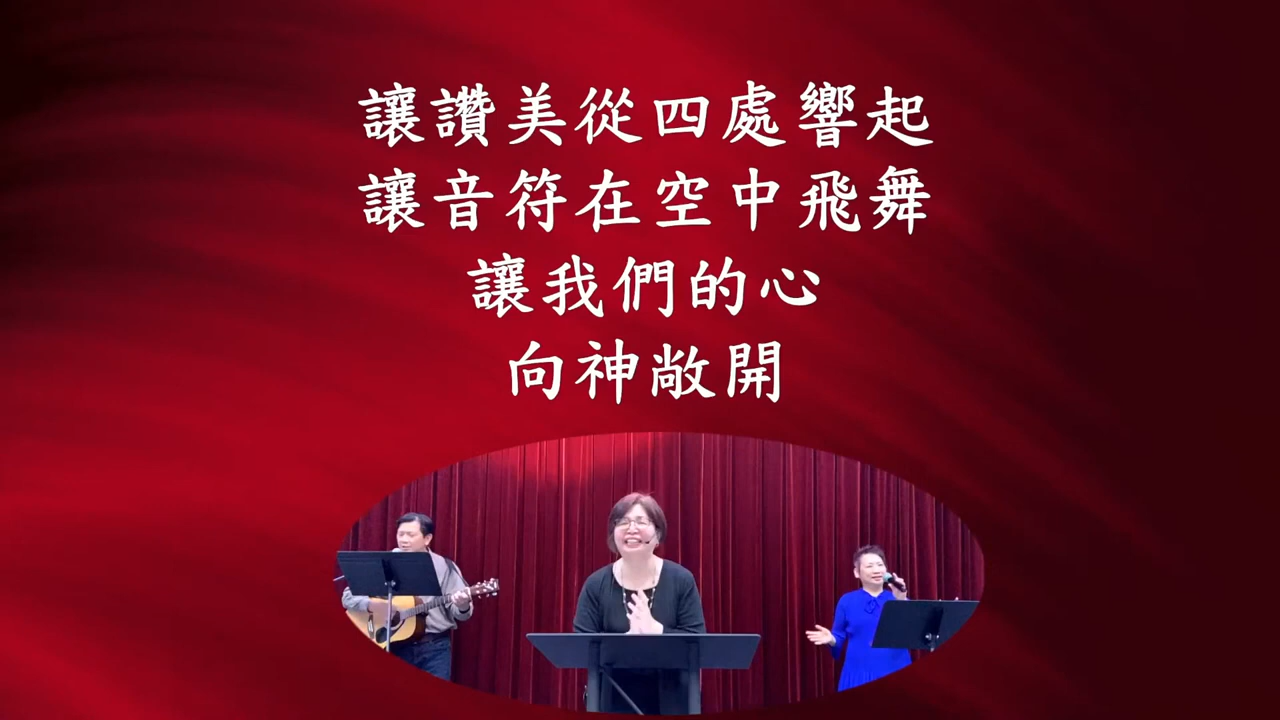 讓讚美從四處響起
讓音符在空中飛舞
讓我們的心
向神敞開